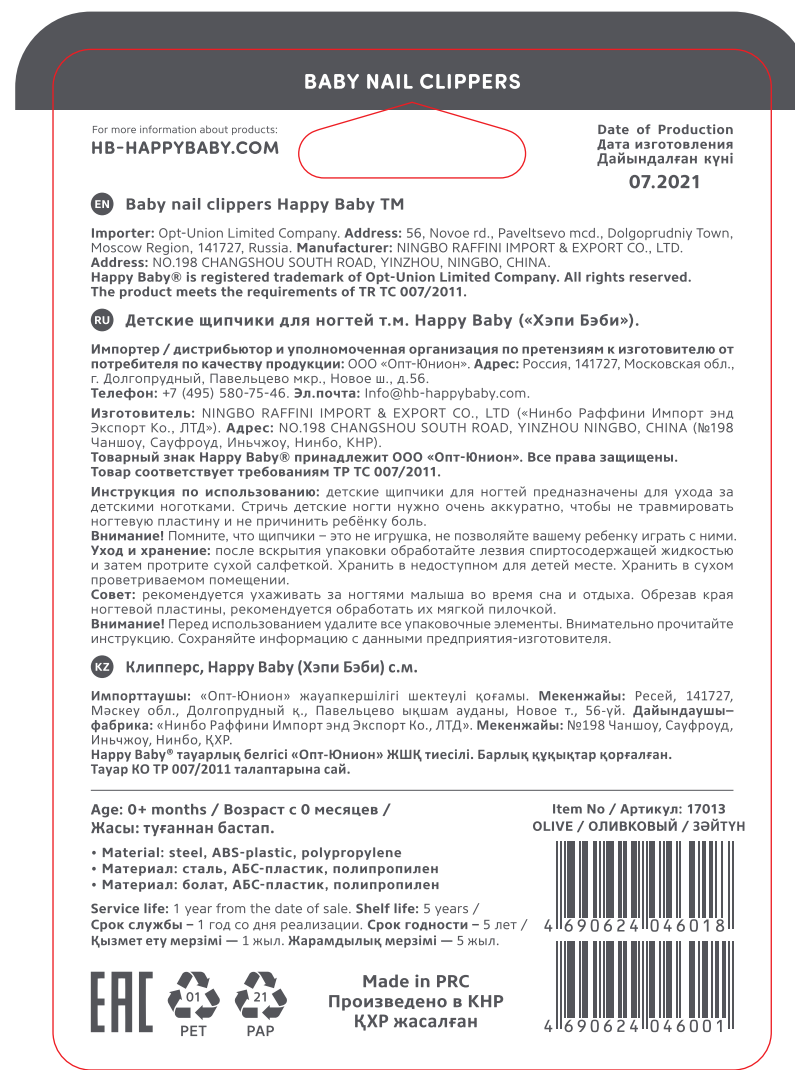 BABY NAIL CLIPPERS
For more information about products:
HB-HAPPYBABY.COM
Date of Production
Дата изготовления
Дайындалған күні
07.2021
EN Baby nail clippers Happy Baby TM
Importer: Opt-Union Limited Company. Address: 56, Novoe rd., Paveltsevo mcd., Dolgoprudniy Town,
Moscow Region, 141727, Russia. Manufacturer: NINGBO RAFFINI IMPORT & EXPORT CO., LTD.
Address: NO.198 CHANGSHOU SOUTH ROAD, YINZHOU, NINGBO, CHINA.
Happy Baby® is registered trademark of Opt-Union Limited Company. All rights reserved.
The product meets the requirements of TR TC 007/2011.
RU Детские щипчики для ногтей т.м. Happy Baby («Хэпи Бэби»).
Импортер / дистрибьютор и уполномоченная организация по претензиям к изготовителю от
потребителя по качеству продукции: ООО «Опт-Юнион». Адрес: Россия, 141727, Московская обл.,
г. Долгопрудный, Павельцево мкр., Новое ш., д.56.
Телефон: +7 (495) 580-75-46. Эл.почта: Info@hb-happybaby.com.
Изготовитель: NINGBO RAFFINI IMPORT & EXPORT CO., LTD («Нинбо Раффини Импорт энд
Экспорт Ко., ЛТД»). Адрес: NO.198 CHANGSHOU SOUTH ROAD, YINZHOU NINGBO, CHINA (№198
Чаншоу, Сауфроуд, Иньчжоу, Нинбо, КНР).
Товарный знак Happy Baby® принадлежит ООО «Опт-Юнион». Все права защищены.
Товар соответствует требованиям ТР ТС 007/2011.
Инструкция по использованию: детские щипчики для ногтей предназначены для ухода за
детскими ноготками. Стричь детские ногти нужно очень аккуратно, чтобы не травмировать
ногтевую пластину и не причинить ребёнку боль.
Внимание! Помните, что щипчики – это не игрушка, не позволяйте вашему ребенку играть с ними.
Уход и хранение: после вскрытия упаковки обработайте лезвия спиртосодержащей жидкостью
и затем протрите сухой салфеткой. Хранить в недоступном для детей месте. Хранить в сухом
проветриваемом помещении.
Совет: рекомендуется ухаживать за ногтями малыша во время сна и отдыха. Обрезав края
ногтевой пластины, рекомендуется обработать их мягкой пилочкой.
Внимание! Перед использованием удалите все упаковочные элементы. Внимательно прочитайте
инструкцию. Сохраняйте информацию с данными предприятия-изготовителя.
KZ Клипперс, Happy Baby (Хэпи Бэби) с.м.
Импорттаушы: «Опт-Юнион» жауапкершілігі шектеулі қоғамы. Мекенжайы: Ресей, 141727,
Мәскеу обл., Долгопрудный қ., Павельцево ықшам ауданы, Новое т., 56-үй. Дайындаушы–
фабрика: «Нинбо Раффини Импорт энд Экспорт Ко., ЛТД». Мекенжайы: №198 Чаншоу, Сауфроуд,
Иньчжоу, Нинбо, ҚХР.
Happy Baby® тауарлық белгісі «Опт-Юнион» ЖШҚ тиесілі. Барлық құқықтар қорғалған.
Тауар КО ТР 007/2011 талаптарына сай.
Age: 0+ months / Возраст с 0 месяцев /
Жасы: туғаннан бастап.
Item No / Артикул: 17013
OLIVE / ОЛИВКОВЫЙ / ЗӘЙТҮН
• Material: steel, ABS-plastic, polypropylene
• Материал: сталь, АБС-пластик, полипропилен
• Материал: болат, АБС-пластик, полипропилен
Service life: 1 year from the date of sale. Shelf life: 5 years /
Срок службы – 1 год со дня реализации. Срок годности – 5 лет /
Қызмет ету мерзімі — 1 жыл. Жарамдылық мерзімі — 5 жыл.
4 690624 046018
EAC
01
PET
21
PAP
Made in PRC
Произведено в КНР
ҚХР жасалған
4 690624 046001